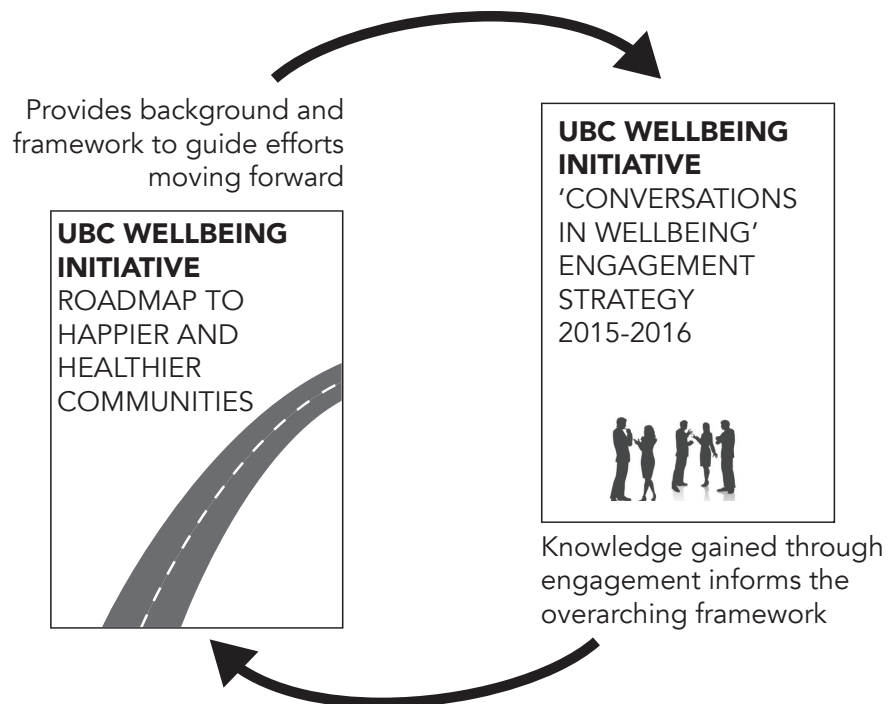 Provides background and
framework to guide efforts
moving forward
UBC WELLBEING
INITIATIVE
ROADMAP TO
HAPPIER AND
HEALTHIER
COMMUNITIES
UBC WELLBEING
INITIATIVE
‘CONVERSATIONS
IN WELLBEING’
ENGAGEMENT
STRATEGY
2015-2016
Knowledge gained through
engagement informs the
overarching framework